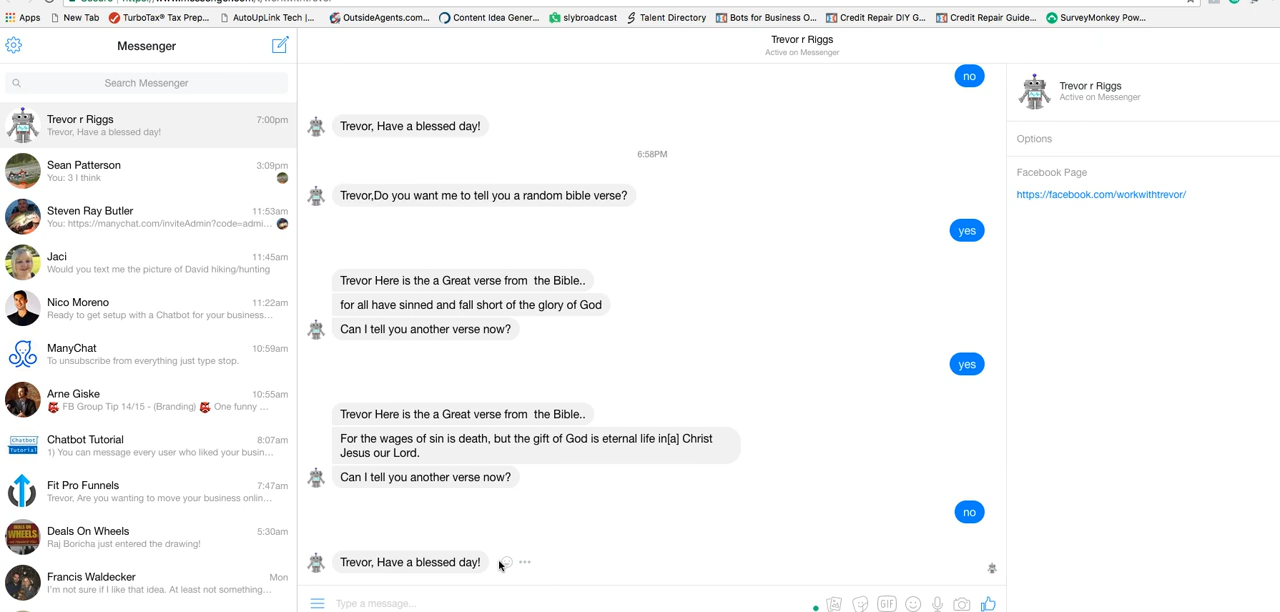 Apps New Tab TurboTax® Tax Prep... AutoUpLink Tech |... OutsideAgents.com... Content Idea Gener... slybroadcast Talent Directory Bots for Business O... Credit Repair DIY G... Credit Repair Guide... SurveyMonkey Pow...
Messenger
Search Messenger
Trevor r Riggs 7:00pm
Trevor, Have a blessed day!
Sean Patterson 3:09pm
You: 3 I think
Steven Ray Butler 11:53am
You: https://manychat.com/inviteAdmin?code=admi...
Jaci 11:45am
Would you text me the picture of David hiking/hunting
Nico Moreno 11:22am
Ready to get setup with a Chatbot for your business...
ManyChat 10:59am
To unsubscribe from everything just type stop.
Arne Giske 10:55am
FB Group Tip 14/15 - (Branding) One funny ...
Chatbot Tutorial
Chatbot Tutorial 8:07am
1) You can message every user who liked your busin...
Fit Pro Funnels 7:47am
Trevor, Are you wanting to move your business onlin...
Deals On Wheels 5:30am
Raj Boricha just entered the drawing!
Francis Waldecker Mon
I'm not sure if I like that idea. At least not something...
Trevor r Riggs
Active on Messenger
no
Trevor, Have a blessed day!
6:58PM
Trevor,Do you want me to tell you a random bible verse?
yes
Trevor Here is the a Great verse from the Bible..
for all have sinned and fall short of the glory of God
Can I tell you another verse now?
yes
Trevor Here is the a Great verse from the Bible..
For the wages of sin is death, but the gift of God is eternal life in[a] Christ
Jesus our Lord.
Can I tell you another verse now?
no
Trevor, Have a blessed day!
Type a message...
GIF
Trevor r Riggs
Active on Messenger
Options
Facebook Page
https://facebook.com/workwithtrevor/